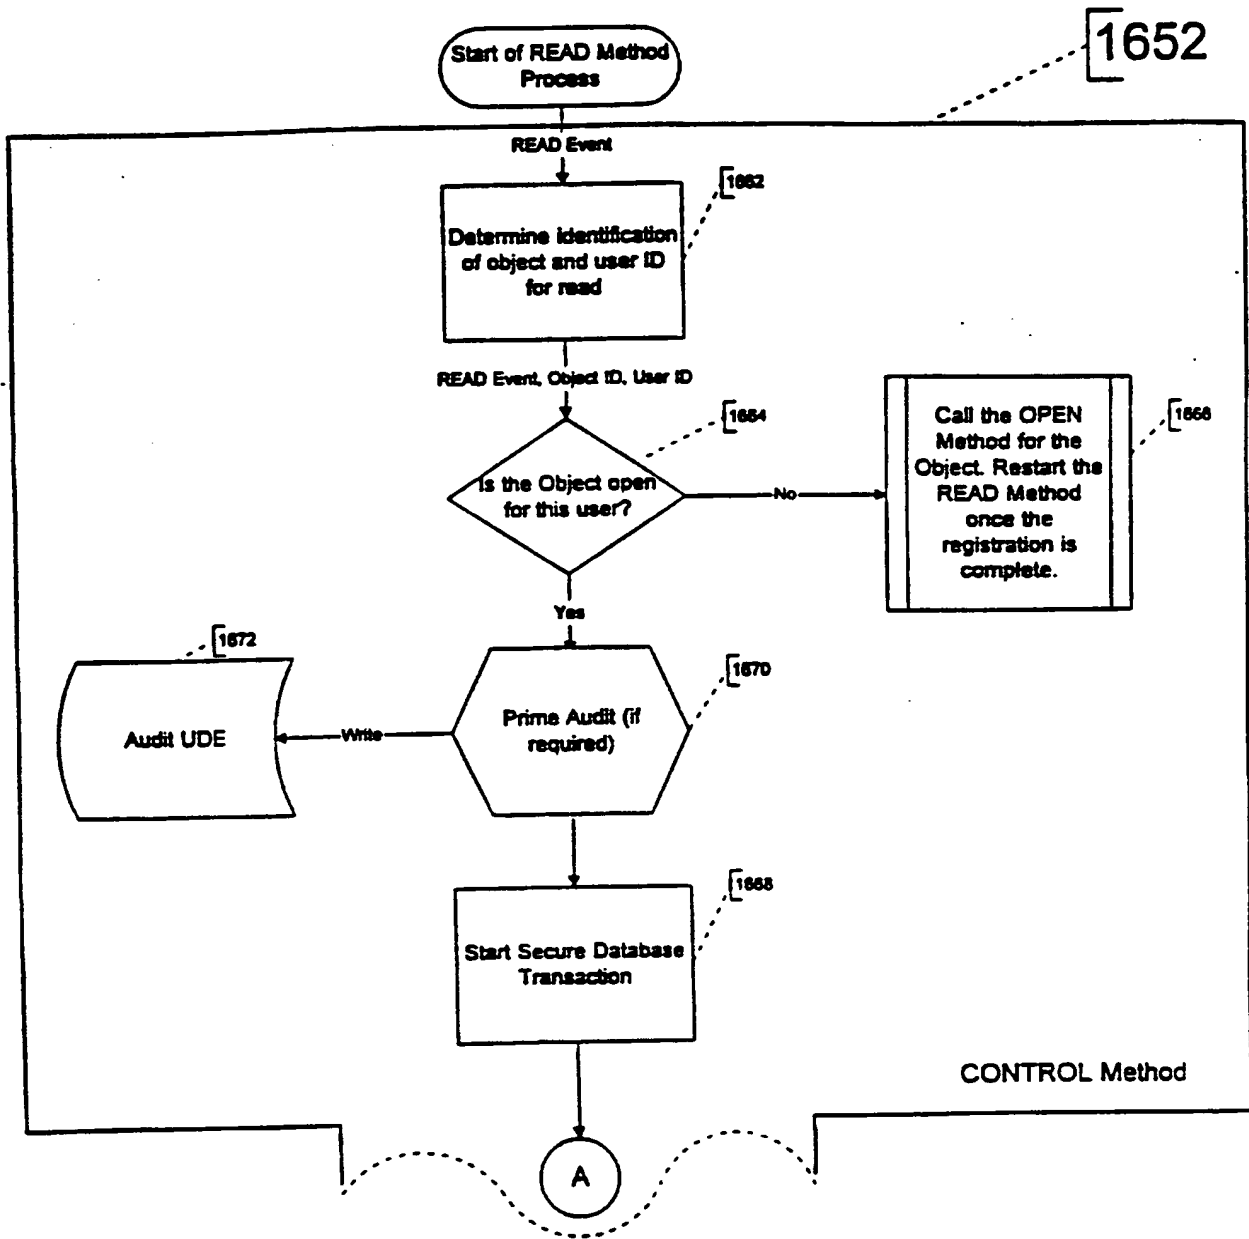 Start of READ Method
Process
1652
READ Event
1662
Determine identification
of object and user ID
for read
READ Event, Object ID, User ID
1664
Is the Object open
for this user?
No
Call the OPEN
Method for the
Object. Restart the
READ Method
once the
registration is
complete.
1666
Yes
1672
Audit UDE
Write
Prime Audit (if
required)
1670
1668
Start Secure Database
Transaction
CONTROL Method
A